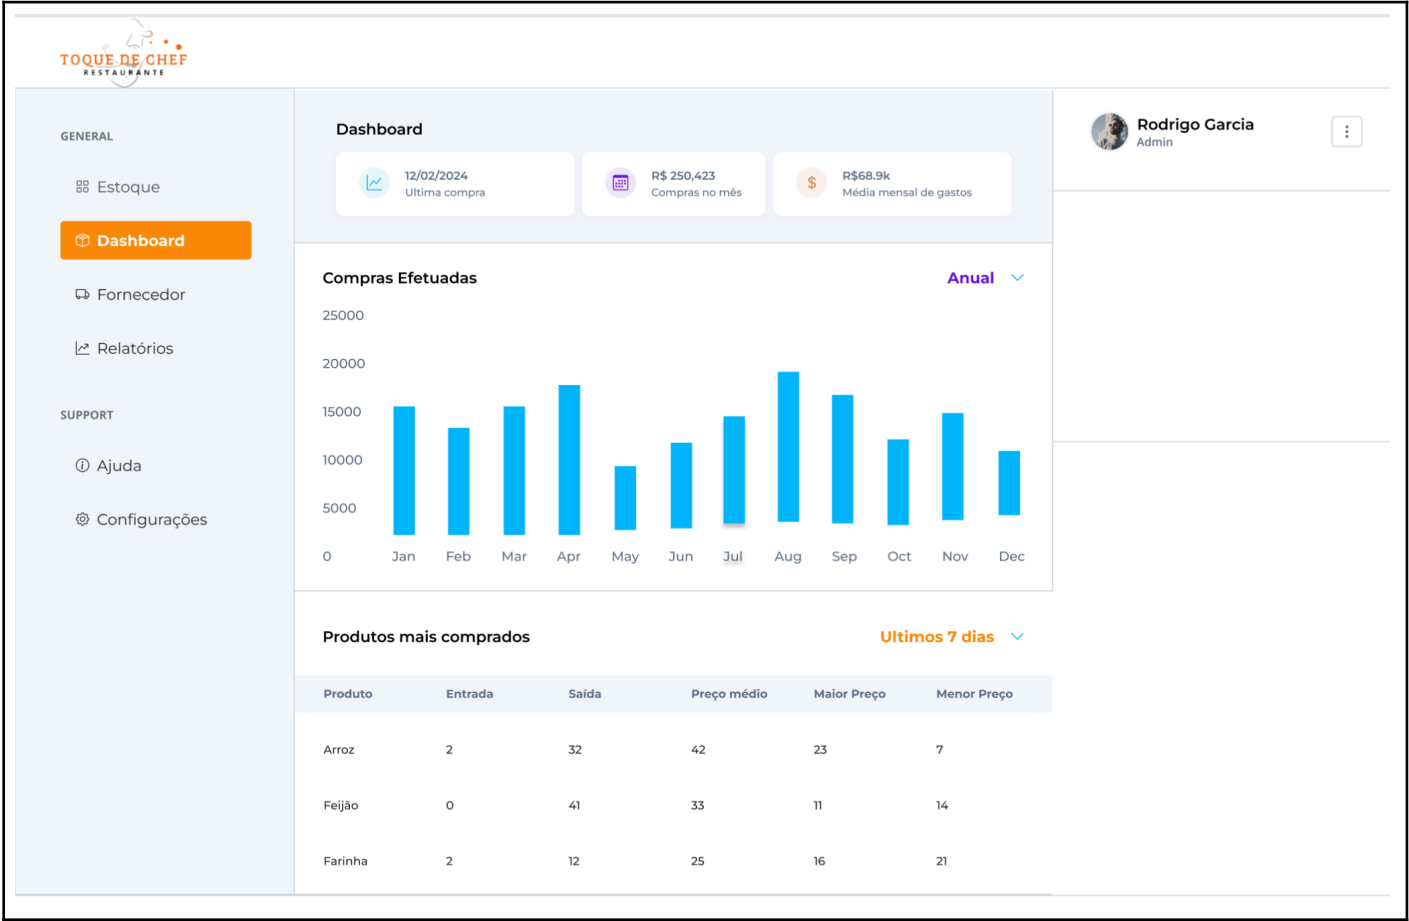 TOQUE DE CHEF
RESTAURANTE
GENERAL
Estoque
Dashboard
Fornecedor
Relatórios
SUPPORT
Ajuda
Configurações
Dashboard
12/02/2024
Ultima compra
R$ 250,423
Compras no mês
R$68.9k
Média mensal de gastos
Rodrigo Garcia
Admin
Compras Efetuadas
Anual
25000
20000
15000
10000
5000
0 Jan Feb Mar Apr May Jun Jul Aug Sep Oct Nov Dec
Produtos mais comprados
Ultimos 7 dias
Produto Entrada Saída Preço médio Maior Preço Menor Preço
Arroz 2 32 42 23 7
Feijão 0 41 33 11 14
Farinha 2 12 25 16 21